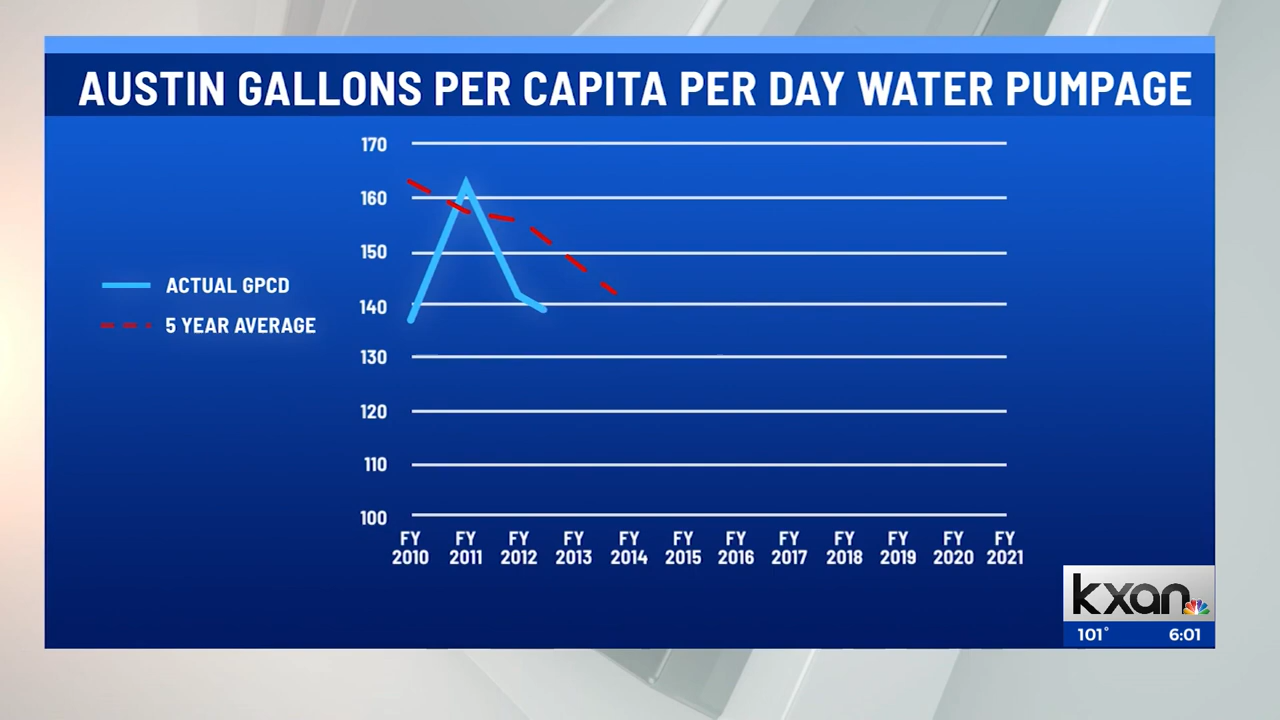 AUSTIN GALLONS PER CAPITA PER DAY WATER PUMPAGE
170
160
150
140
130
120
110
100
ACTUAL GPCD
5 YEAR AVERAGE
FY FY FY FY FY FY FY FY FY FY FY FY
2010 2011 2012 2013 2014 2015 2016 2017 2018 2019 2020 2021
kxan
101° 6:01